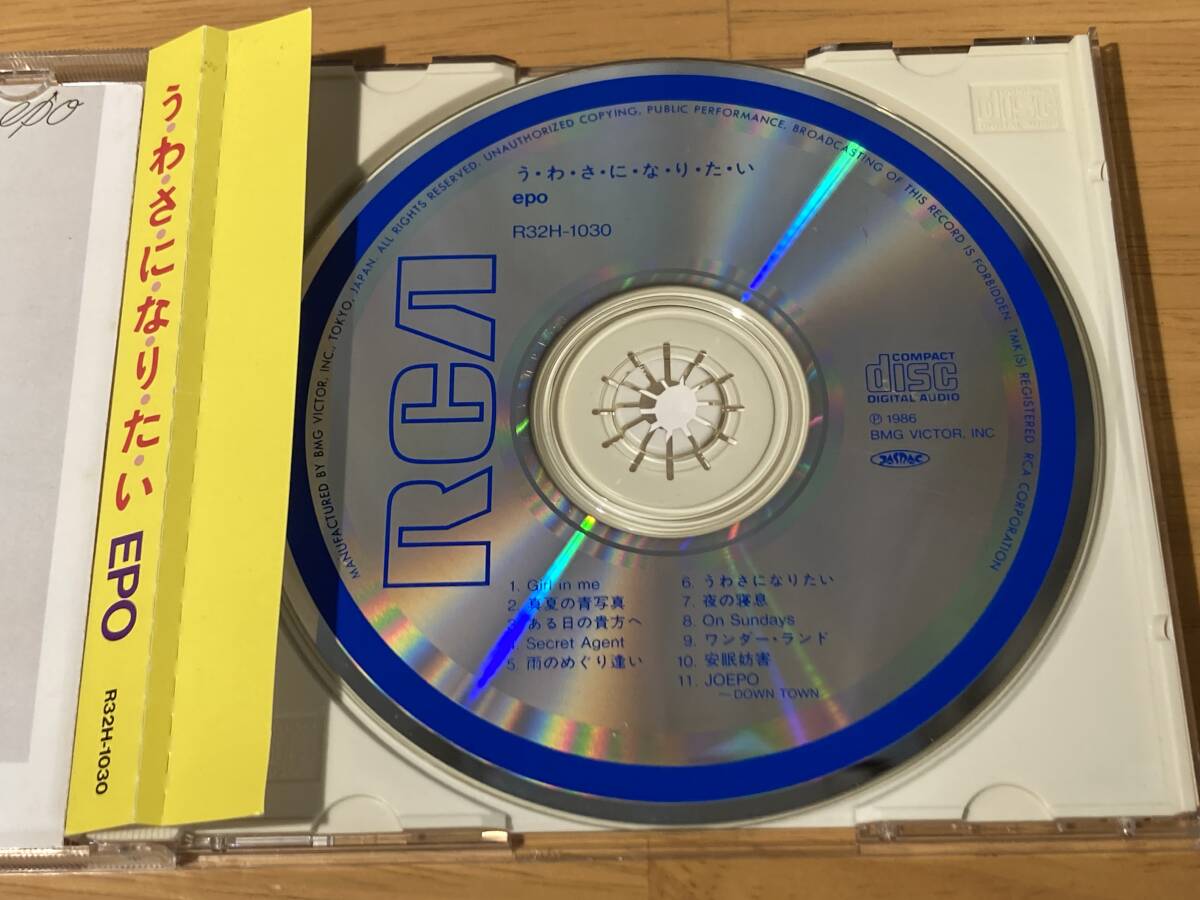 epo
う・わ・さ・に・な・り・た・い EPO
R32H-1030
う・わ・さ・に・な・り・た・い
epo
R32H-1030
RCA
COMPACT
disc
DIGITAL AUDIO
℗ 1986
BMG VICTOR, INC
JASRAC
1. Girl in me
2. 真夏の青写真
3. ある日の貴方へ
4. Secret Agent
5. 雨のめぐり逢い
6. うわさになりたい
7. 夜の寝息
8. On Sundays
9. ワンダー・ランド
10. 安眠妨害
11. JOEPO
〜DOWN TOWN
MANUFACTURED BY BMG VICTOR, INC., TOKYO, JAPAN. ALL RIGHTS RESERVED. UNAUTHORIZED COPYING, PUBLIC PERFORMANCE, BROADCASTING OF THIS RECORD IS FORBIDDEN. TMK (S) REGISTERED. RCA CORPORATION
disc